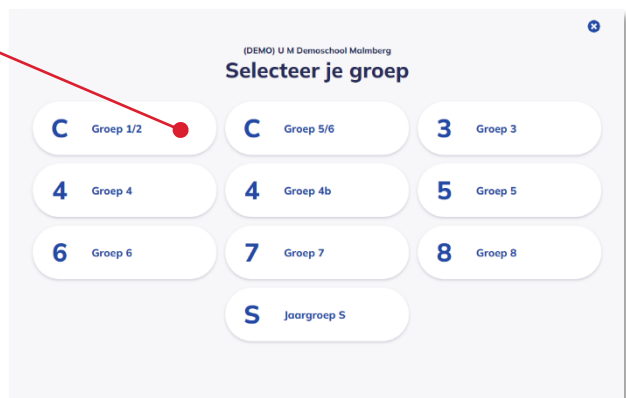 (DEMO) U M Demoschool Malmberg
Selecteer je groep
C Groep 1/2
C Groep 5/6
3 Groep 3
4 Groep 4
4 Groep 4b
5 Groep 5
6 Groep 6
7 Groep 7
8 Groep 8
S Jaargroep S